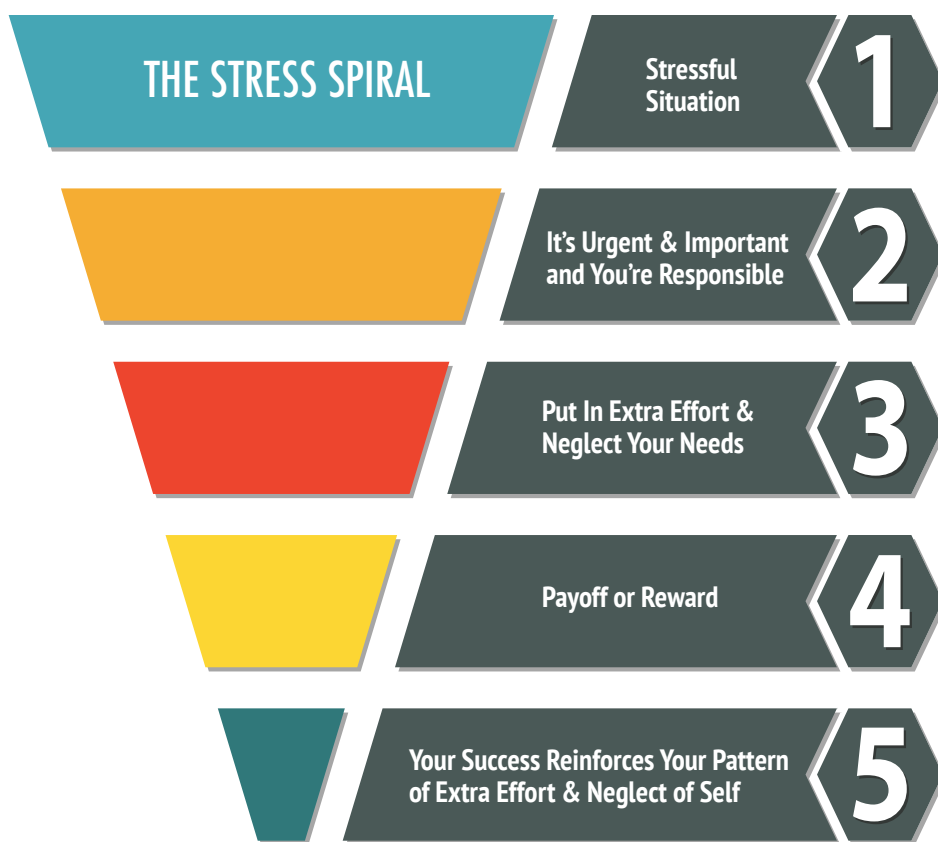 THE STRESS SPIRAL
Stressful
Situation
1
It’s Urgent & Important
and You’re Responsible
2
Put In Extra Effort &
Neglect Your Needs
3
Payoff or Reward
4
Your Success Reinforces Your Pattern
of Extra Effort & Neglect of Self
5